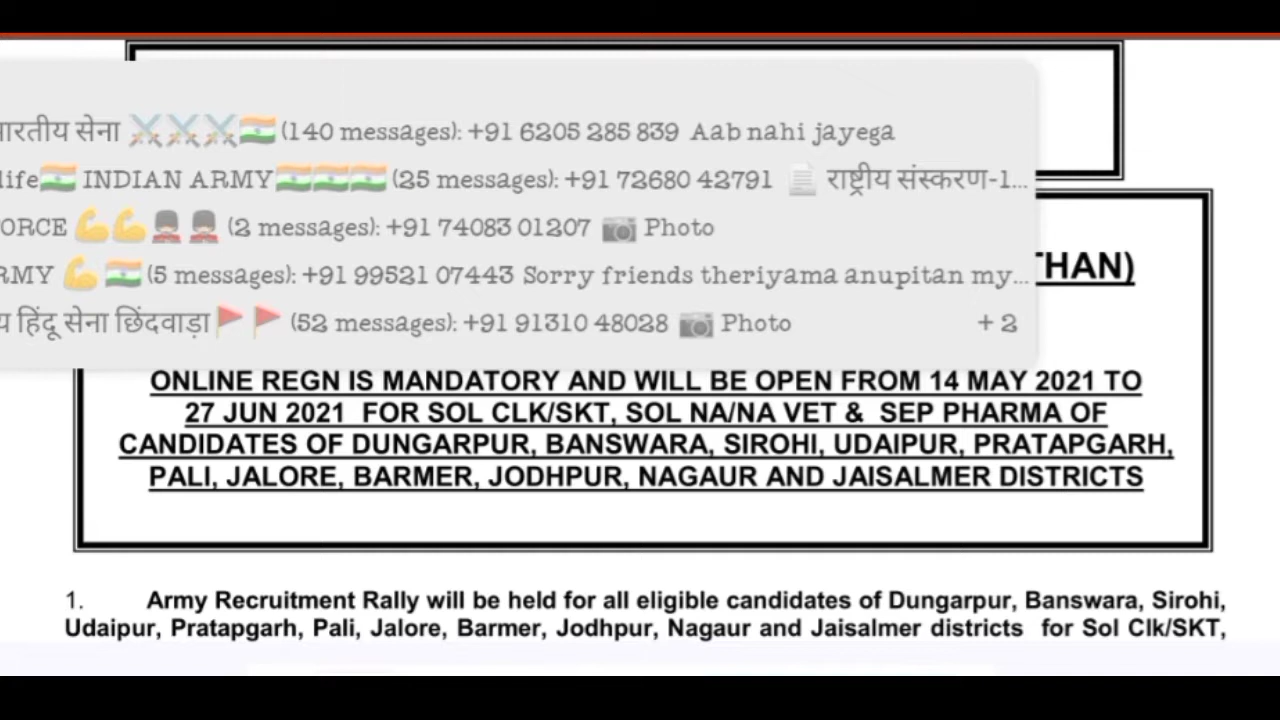 भारतीय सेना ⚔️⚔️⚔️🇮🇳 (140 messages): +91 6205 285 839 Aab nahi jayega
life🇮🇳 INDIAN ARMY🇮🇳🇮🇳🇮🇳 (25 messages): +91 72680 42791 📄 राष्ट्रीय संस्करण-1...
ORCE 💪💪💂💂 (2 messages): +91 74083 01207 📷 Photo
RMY 💪🇮🇳 (5 messages): +91 99521 07443 Sorry friends theriyama anupitan my...
य हिंदू सेना छिंदवाड़ा🚩🚩 (52 messages): +91 91310 48028 📷 Photo + 2
THAN)
ONLINE REGN IS MANDATORY AND WILL BE OPEN FROM 14 MAY 2021 TO
27 JUN 2021 FOR SOL CLK/SKT, SOL NA/NA VET & SEP PHARMA OF
CANDIDATES OF DUNGARPUR, BANSWARA, SIROHI, UDAIPUR, PRATAPGARH,
PALI, JALORE, BARMER, JODHPUR, NAGAUR AND JAISALMER DISTRICTS
1. Army Recruitment Rally will be held for all eligible candidates of Dungarpur, Banswara, Sirohi,
Udaipur, Pratapgarh, Pali, Jalore, Barmer, Jodhpur, Nagaur and Jaisalmer districts for Sol Clk/SKT,